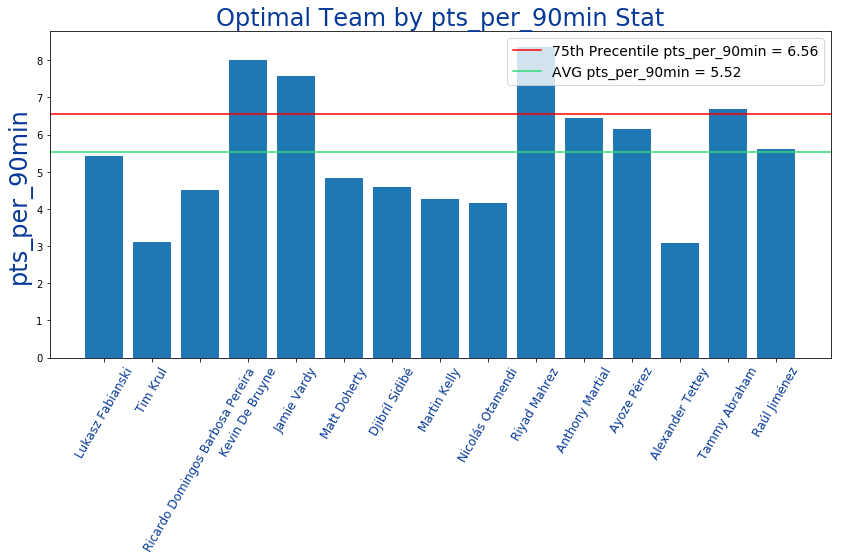 Optimal Team by pts_per_90min Stat
75th Precentile pts_per_90min = 6.56
AVG pts_per_90min = 5.52
pts_per_90min
8
7
6
5
4
3
2
1
0
Lukasz Fabianski
Tim Krul
Ricardo Domingos Barbosa Pereira
Kevin De Bruyne
Jamie Vardy
Matt Doherty
Djibril Sidibé
Martin Kelly
Nicolás Otamendi
Riyad Mahrez
Anthony Martial
Ayoze Pérez
Alexander Tettey
Tammy Abraham
Raúl Jiménez